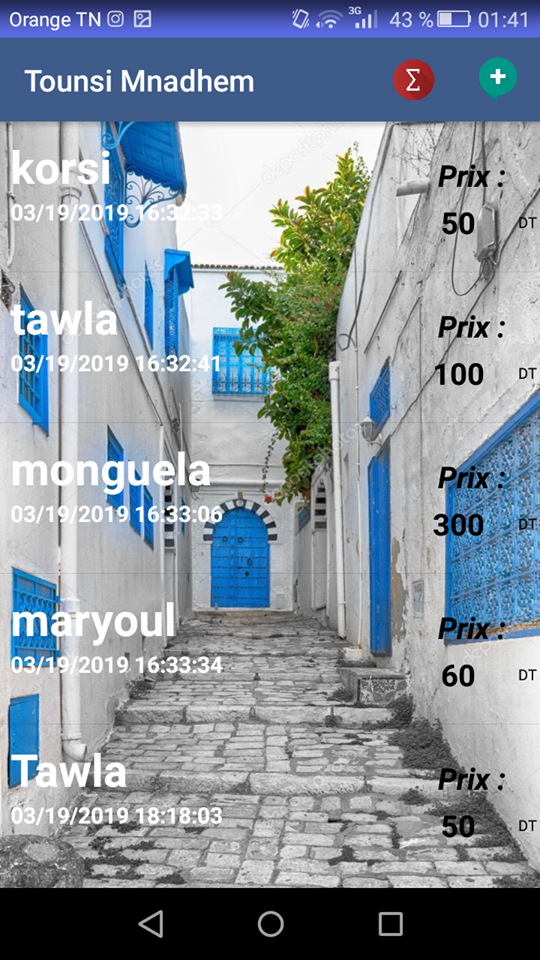 Orange TN 3G 43 % 01:41
Tounsi Mnadhem Σ +
korsi Prix :
03/19/2019 16:32:33 50 DT
tawla Prix :
03/19/2019 16:32:41 100 DT
monguela Prix :
03/19/2019 16:33:06 300 DT
maryoul Prix :
03/19/2019 16:33:34 60 DT
Tawla Prix :
03/19/2019 18:18:03 50 DT